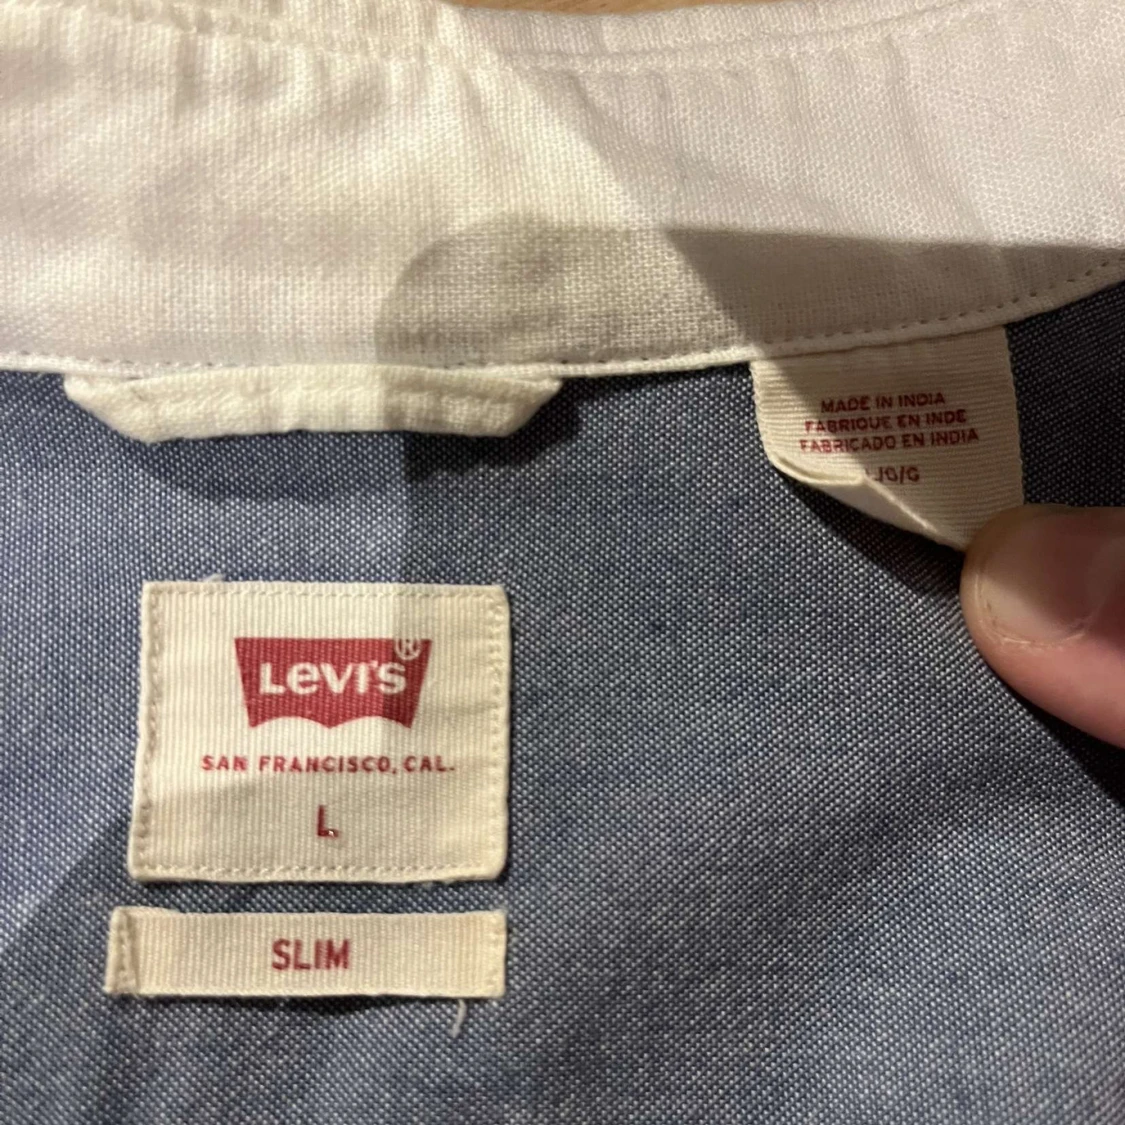 MADE IN INDIA
FABRIQUE EN INDE
FABRICADO EN INDIA
L/G/G
LEVI'S®
SAN FRANCISCO, CAL.
L
SLIM